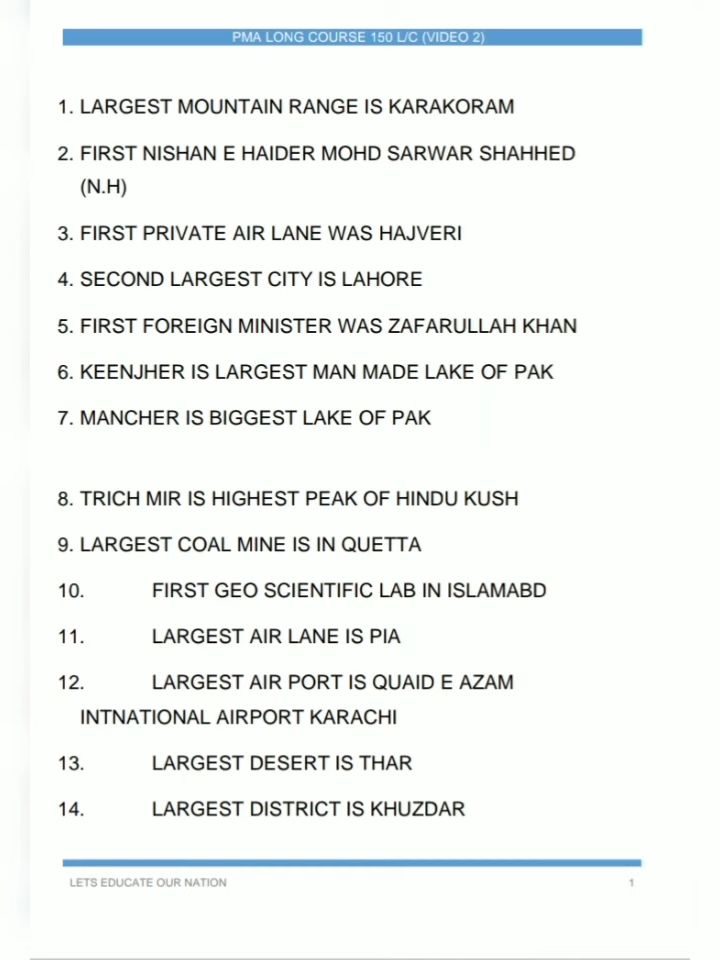 PMA LONG COURSE 150 L/C (VIDEO 2)
1. LARGEST MOUNTAIN RANGE IS KARAKORAM
2. FIRST NISHAN E HAIDER MOHD SARWAR SHAHHED
(N.H)
3. FIRST PRIVATE AIR LANE WAS HAJVERI
4. SECOND LARGEST CITY IS LAHORE
5. FIRST FOREIGN MINISTER WAS ZAFARULLAH KHAN
6. KEENJHER IS LARGEST MAN MADE LAKE OF PAK
7. MANCHER IS BIGGEST LAKE OF PAK
8. TRICH MIR IS HIGHEST PEAK OF HINDU KUSH
9. LARGEST COAL MINE IS IN QUETTA
10. FIRST GEO SCIENTIFIC LAB IN ISLAMABD
11. LARGEST AIR LANE IS PIA
12. LARGEST AIR PORT IS QUAID E AZAM
INTNATIONAL AIRPORT KARACHI
13. LARGEST DESERT IS THAR
14. LARGEST DISTRICT IS KHUZDAR
LETS EDUCATE OUR NATION 1